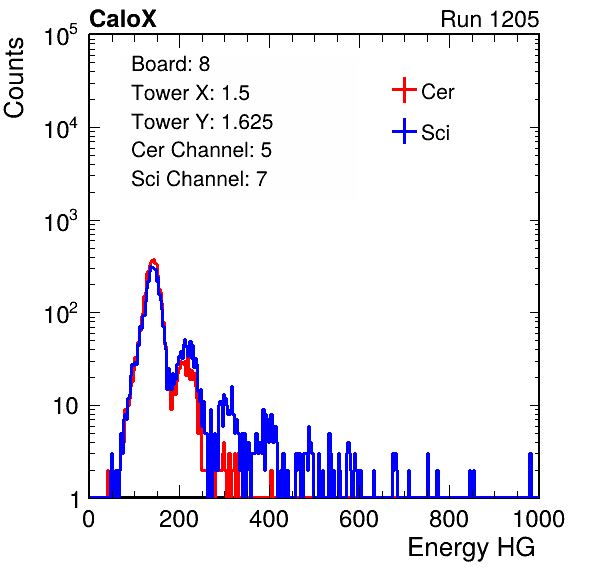 CaloX Run 1205
Counts
10^5
10^4
10^3
10^2
10
1
Board: 8
Tower X: 1.5
Tower Y: 1.625
Cer Channel: 5
Sci Channel: 7
Cer
Sci
0 200 400 600 800 1000
Energy HG